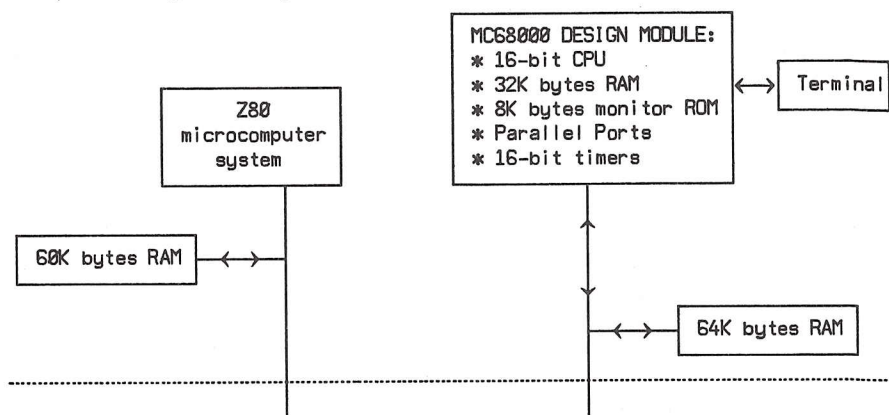 MC68000 DESIGN MODULE:
* 16-bit CPU
* 32K bytes RAM
* 8K bytes monitor ROM
* Parallel Ports
* 16-bit timers
Terminal
Z80
microcomputer
system
60K bytes RAM
64K bytes RAM